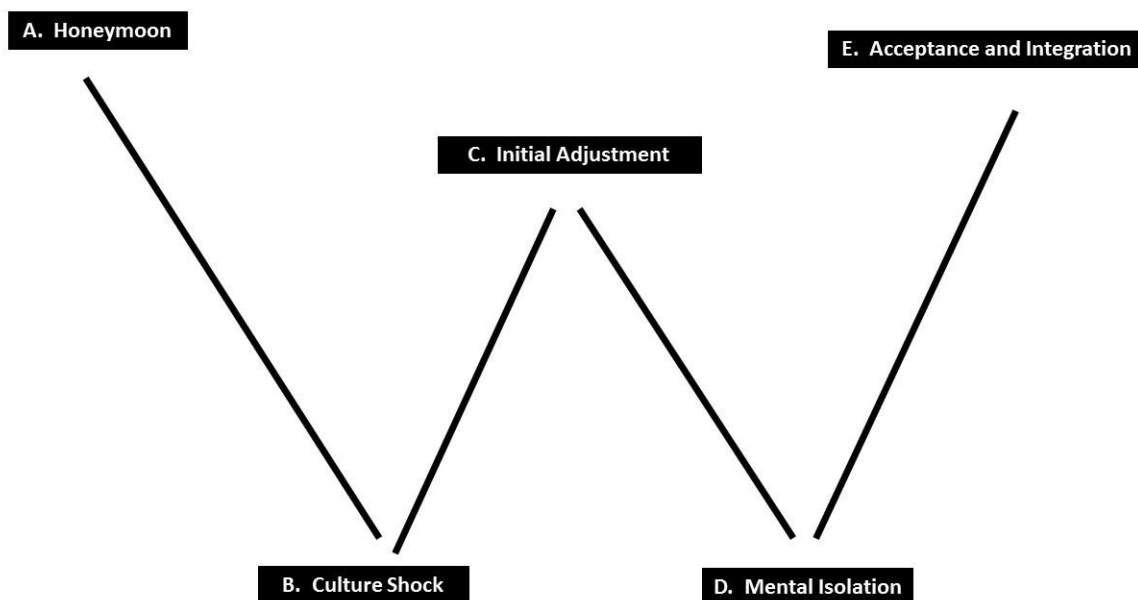 A. Honeymoon
E. Acceptance and Integration
C. Initial Adjustment
B. Culture Shock
D. Mental Isolation